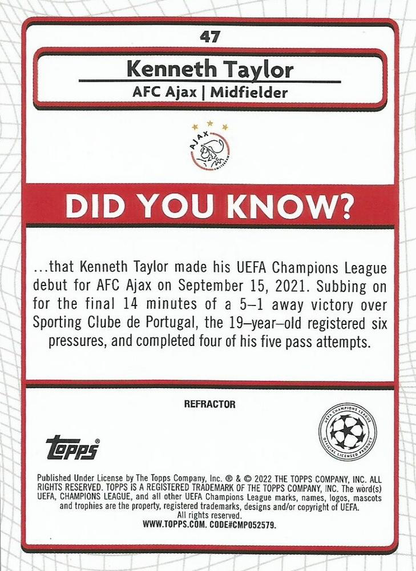 47
Kenneth Taylor
AFC Ajax | Midfielder
AJAX
DID YOU KNOW?
...that Kenneth Taylor made his UEFA Champions League
debut for AFC Ajax on September 15, 2021. Subbing on
for the final 14 minutes of a 5–1 away victory over
Sporting Clube de Portugal, the 19–year–old registered six
pressures, and completed four of his five pass attempts.
REFRACTOR
UEFA CHAMPIONS LEAGUE
OFFICIAL LICENSED PRODUCT
Topps®
Published Under License by The Topps Company, Inc. ® & © 2022 THE TOPPS COMPANY, INC. ALL
RIGHTS RESERVED. TOPPS IS A REGISTERED TRADEMARK OF THE TOPPS COMPANY, INC. The word(s)
UEFA, CHAMPIONS LEAGUE, and all other UEFA Champions League marks, names, logos, mascots
and trophies are the property, registered trademarks, designs and/or copyright of UEFA.
All rights reserved.
WWW.TOPPS.COM. CODE#CMP052579.